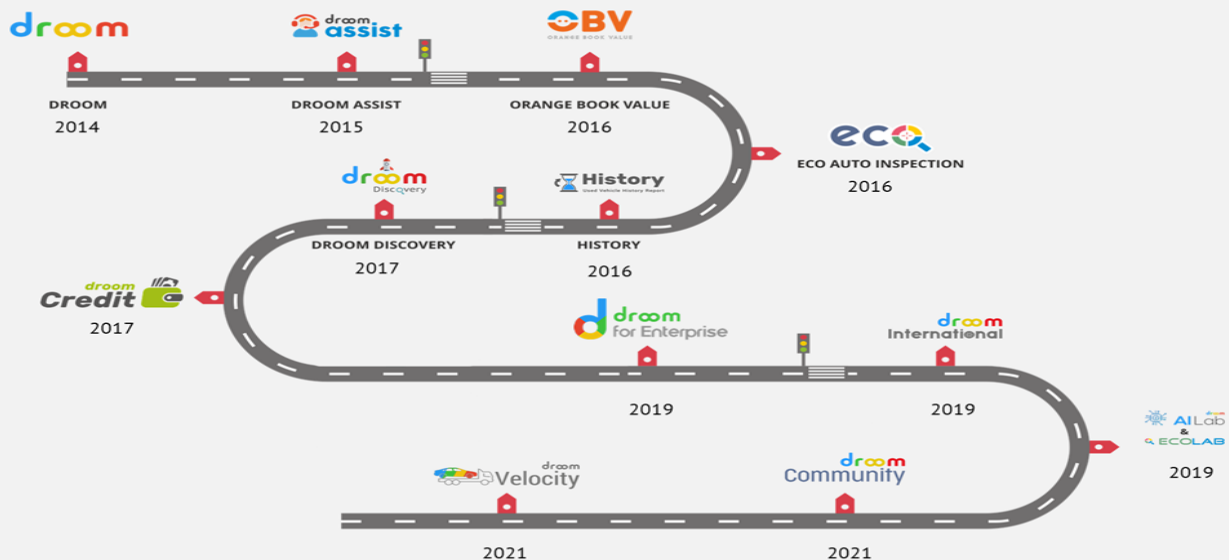 droom
droom
assist
OBV
ORANGE BOOK VALUE
DROOM
2014
DROOM ASSIST
2015
ORANGE BOOK VALUE
2016
eco
ECO AUTO INSPECTION
2016
droom
Discovery
History
Used Vehicle History Report
DROOM DISCOVERY
2017
HISTORY
2016
droom
Credit
2017
d droom
for Enterprise
droom
International
2019
2019
AI Lab
&
ECOLAB
2019
droom
Velocity
droom
Community
2021
2021